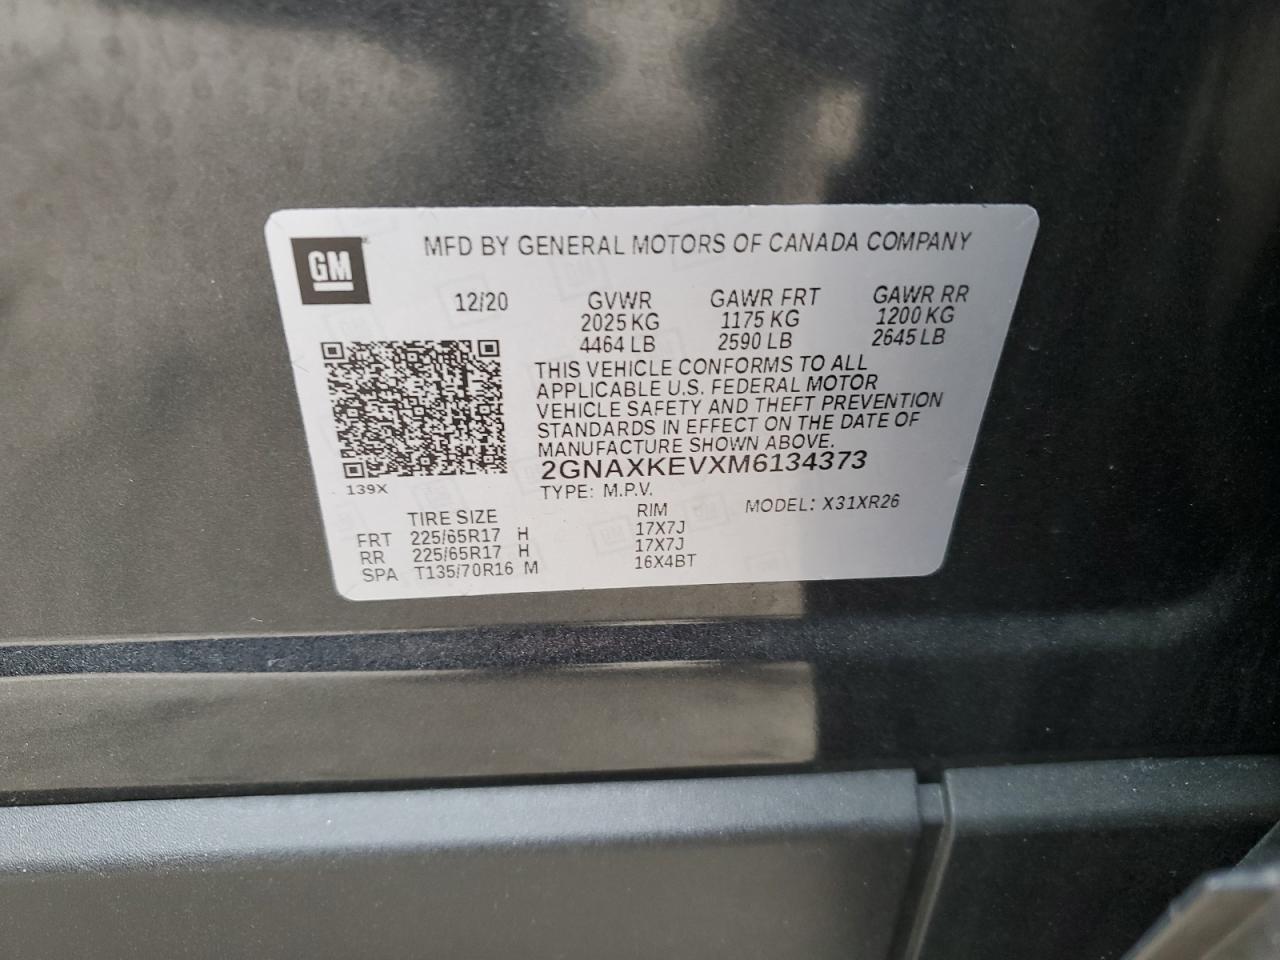 GM
MFD BY GENERAL MOTORS OF CANADA COMPANY
12/20 GVWR GAWR FRT GAWR RR
2025 KG 1175 KG 1200 KG
4464 LB 2590 LB 2645 LB
THIS VEHICLE CONFORMS TO ALL
APPLICABLE U.S. FEDERAL MOTOR
VEHICLE SAFETY AND THEFT PREVENTION
STANDARDS IN EFFECT ON THE DATE OF
MANUFACTURE SHOWN ABOVE.
2GNAXKEVXM6134373
139X
TYPE: M.P.V.
MODEL: X31XR26
TIRE SIZE RIM
FRT 225/65R17 H 17X7J
RR 225/65R17 H 17X7J
SPA T135/70R16 M 16X4BT